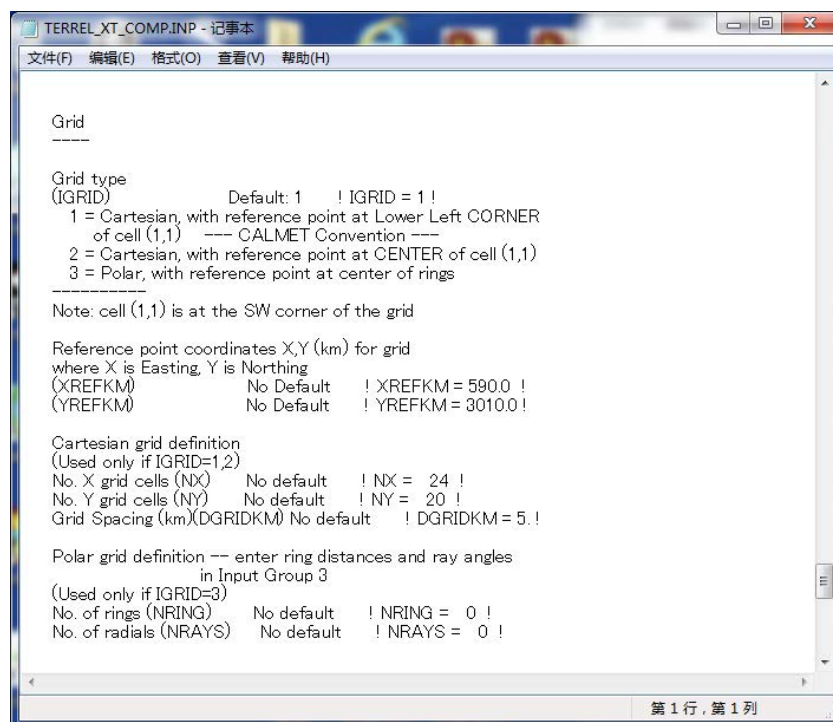 TERREL_XT_COMP.INP - 记事本
文件(F) 编辑(E) 格式(O) 查看(V) 帮助(H)
Grid
----
Grid type
(IGRID) Default: 1 ! IGRID = 1 !
1 = Cartesian, with reference point at Lower Left CORNER
of cell (1,1) --- CALMET Convention ---
2 = Cartesian, with reference point at CENTER of cell (1,1)
3 = Polar, with reference point at center of rings
----------
Note: cell (1,1) is at the SW corner of the grid
Reference point coordinates X,Y (km) for grid
where X is Easting, Y is Northing
(XREFKM) No Default ! XREFKM = 590.0 !
(YREFKM) No Default ! YREFKM = 3010.0 !
Cartesian grid definition
(Used only if IGRID=1,2)
No. X grid cells (NX) No default ! NX = 24 !
No. Y grid cells (NY) No default ! NY = 20 !
Grid Spacing (km)(DGRIDKM) No default ! DGRIDKM = 5. !
Polar grid definition -- enter ring distances and ray angles
in Input Group 3
(Used only if IGRID=3)
No. of rings (NRING) No default ! NRING = 0 !
No. of radials (NRAYS) No default ! NRAYS = 0 !
第 1 行 , 第 1 列